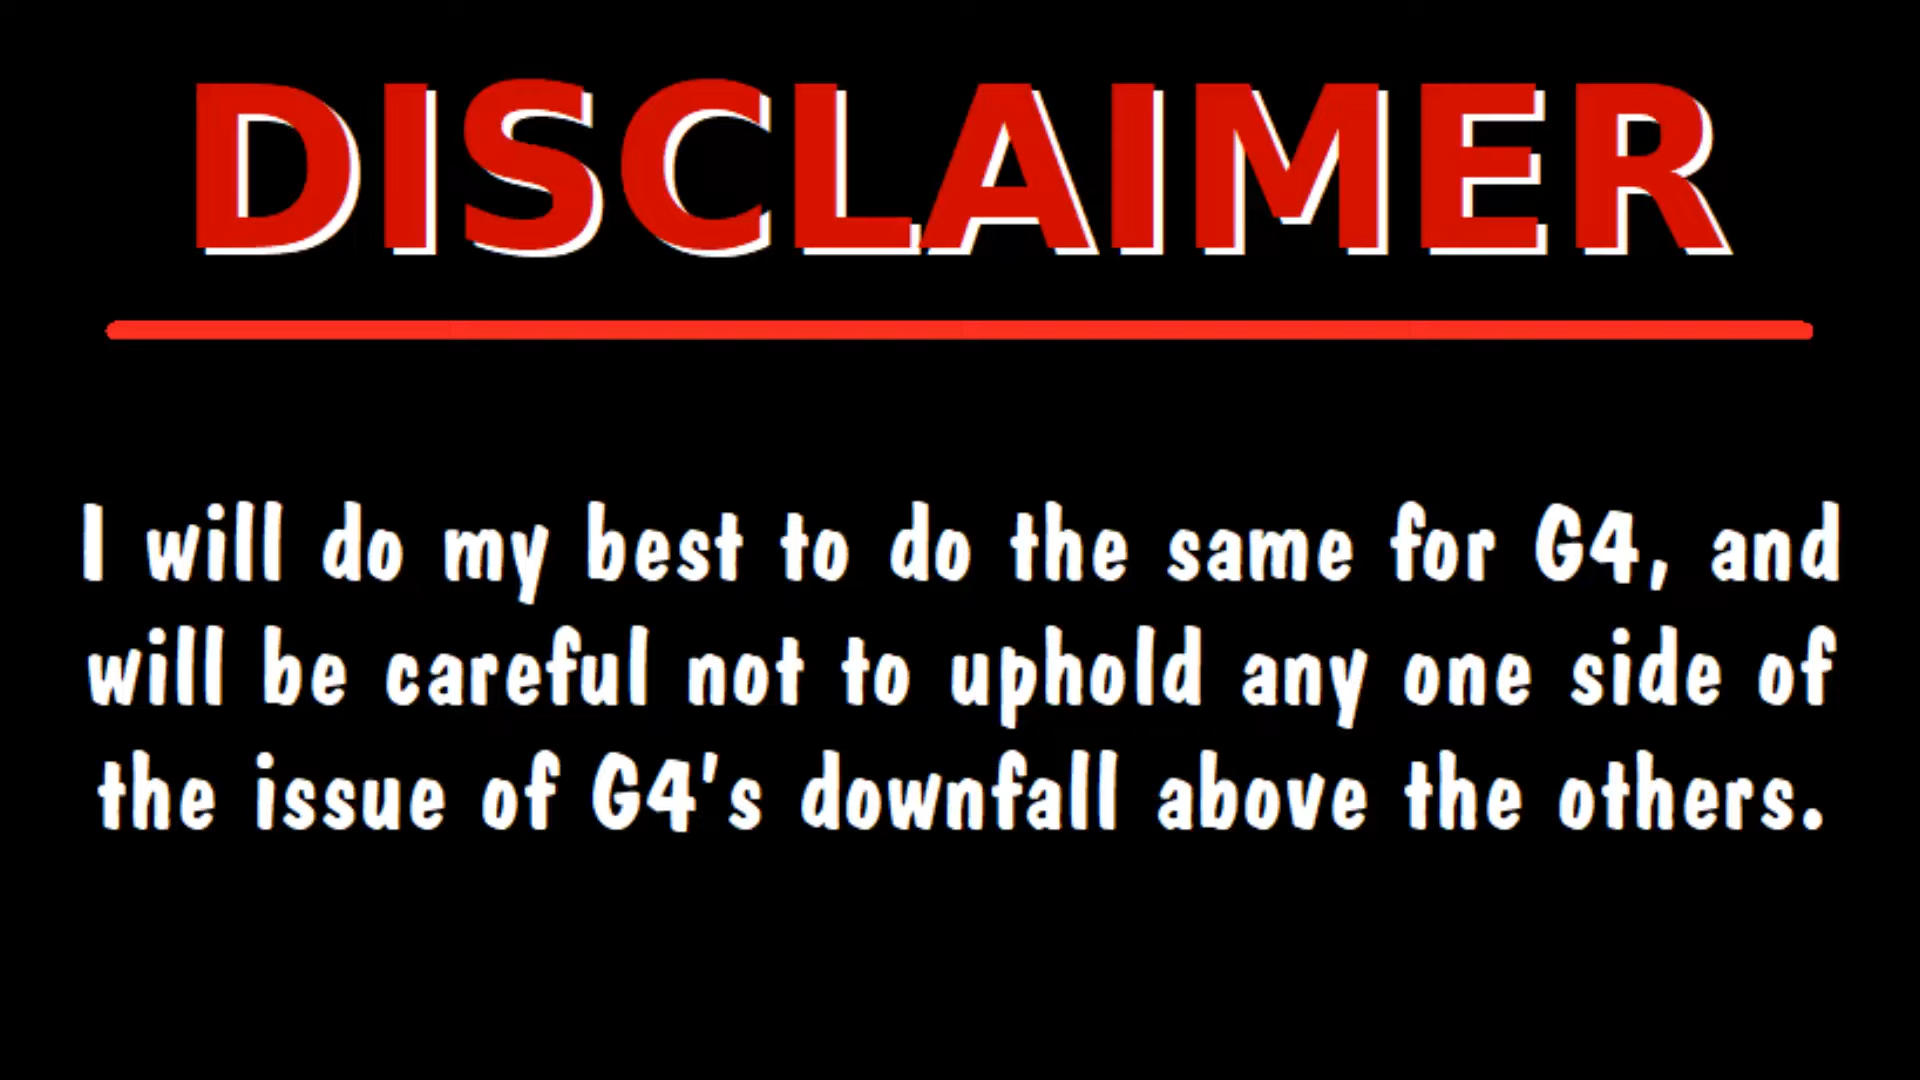 DISCLAIMER
I will do my best to do the same for G4, and
will be careful not to uphold any one side of
the issue of G4's downfall above the others.